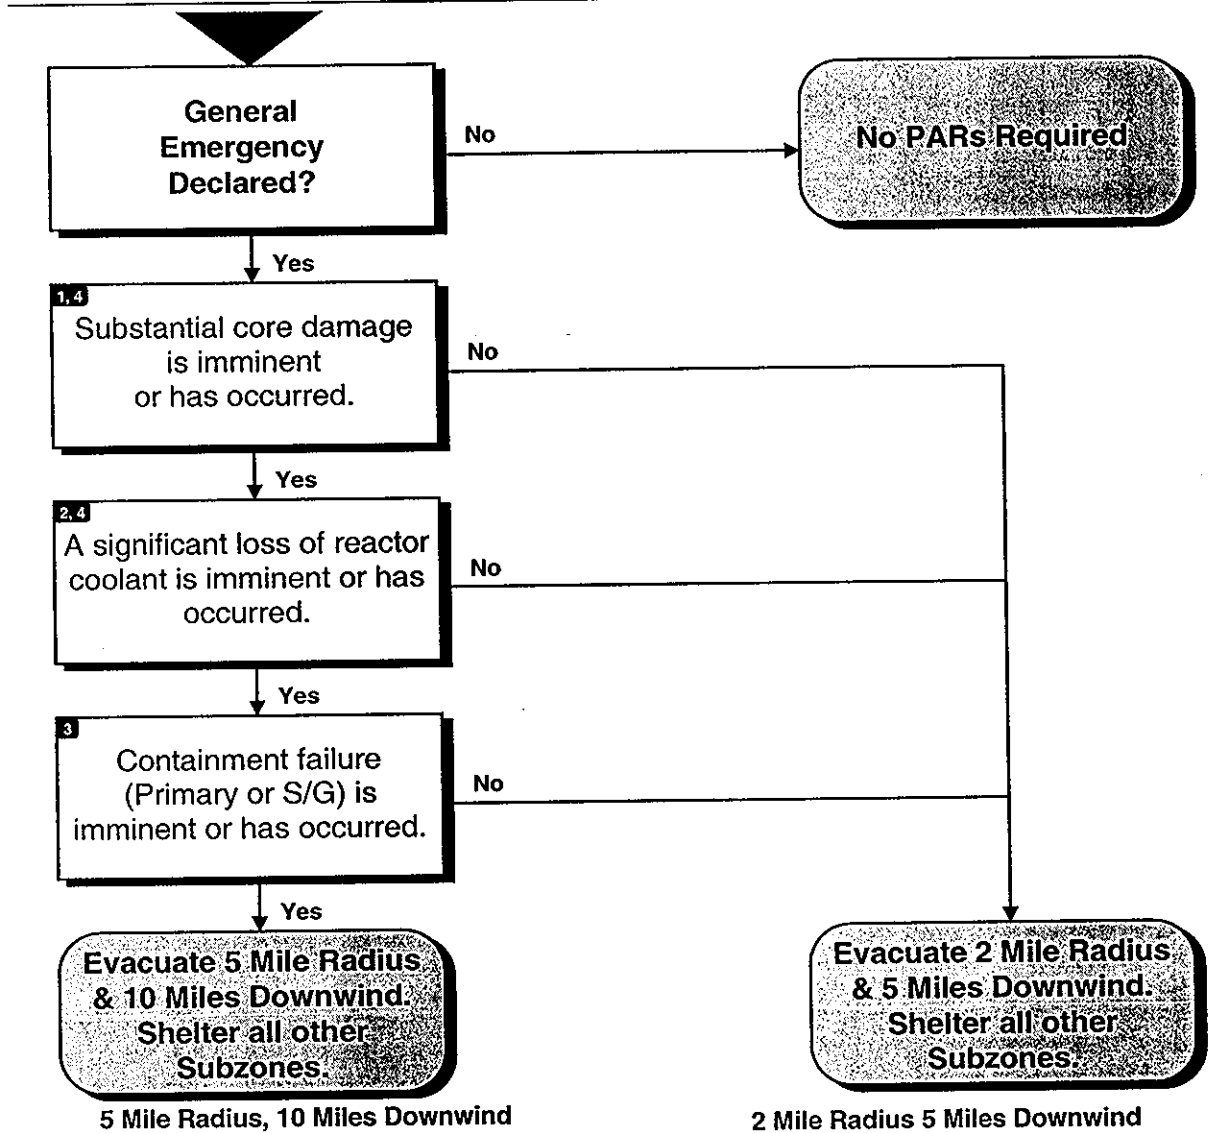 General
Emergency
Declared?
No
No PARs Required
Yes
1, 4
Substantial core damage
is imminent
or has occurred.
No
Yes
2, 4
A significant loss of reactor
coolant is imminent or has
occurred.
No
Yes
3
Containment failure
(Primary or S/G) is
imminent or has occurred.
No
Yes
Evacuate 5 Mile Radius
& 10 Miles Downwind.
Shelter all other
Subzones.
Evacuate 2 Mile Radius
& 5 Miles Downwind.
Shelter all other
Subzones.
5 Mile Radius, 10 Miles Downwind
2 Mile Radius 5 Miles Downwind